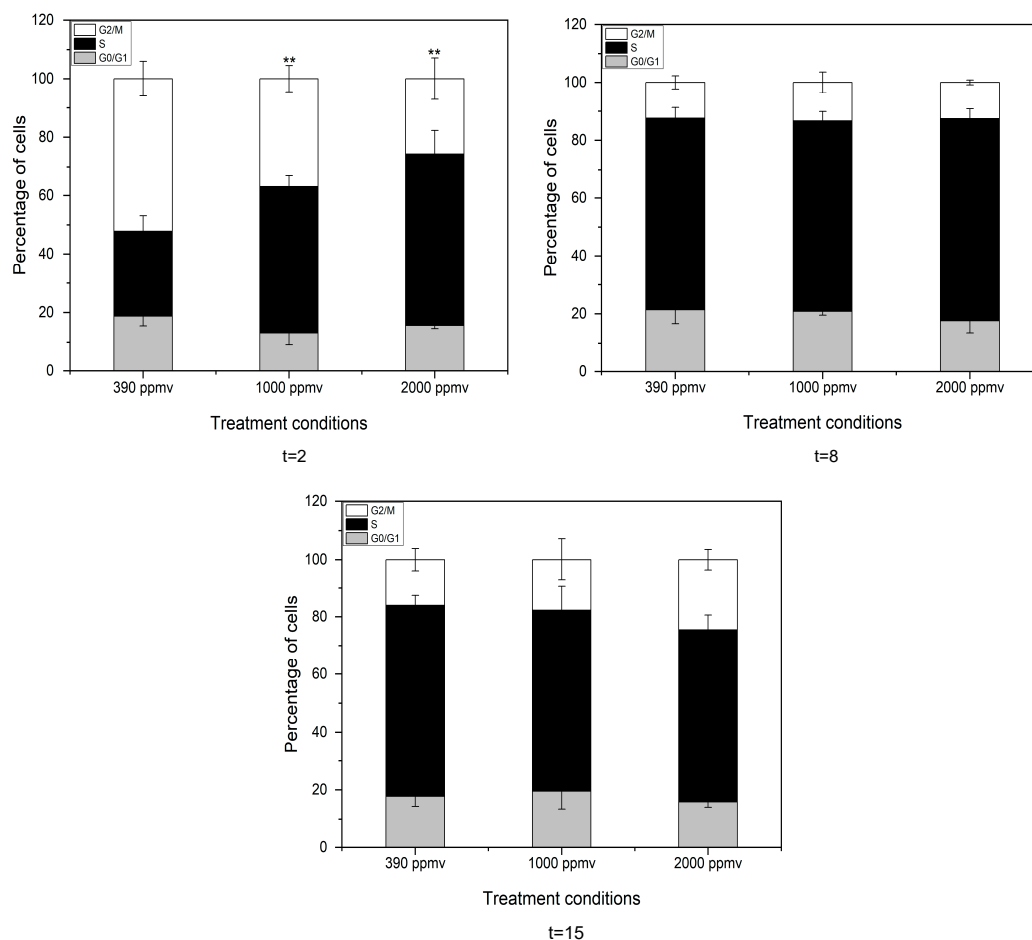 120
100
80
60
40
20
0
Percentage of cells
G2/M
S
G0/G1
**
**
390 ppmv
1000 ppmv
2000 ppmv
Treatment conditions
t=2
120
100
80
60
40
20
0
Percentage of cells
G2/M
S
G0/G1
390 ppmv
1000 ppmv
2000 ppmv
Treatment conditions
t=8
120
100
80
60
40
20
0
Percentage of cells
G2/M
S
G0/G1
390 ppmv
1000 ppmv
2000 ppmv
Treatment conditions
t=15